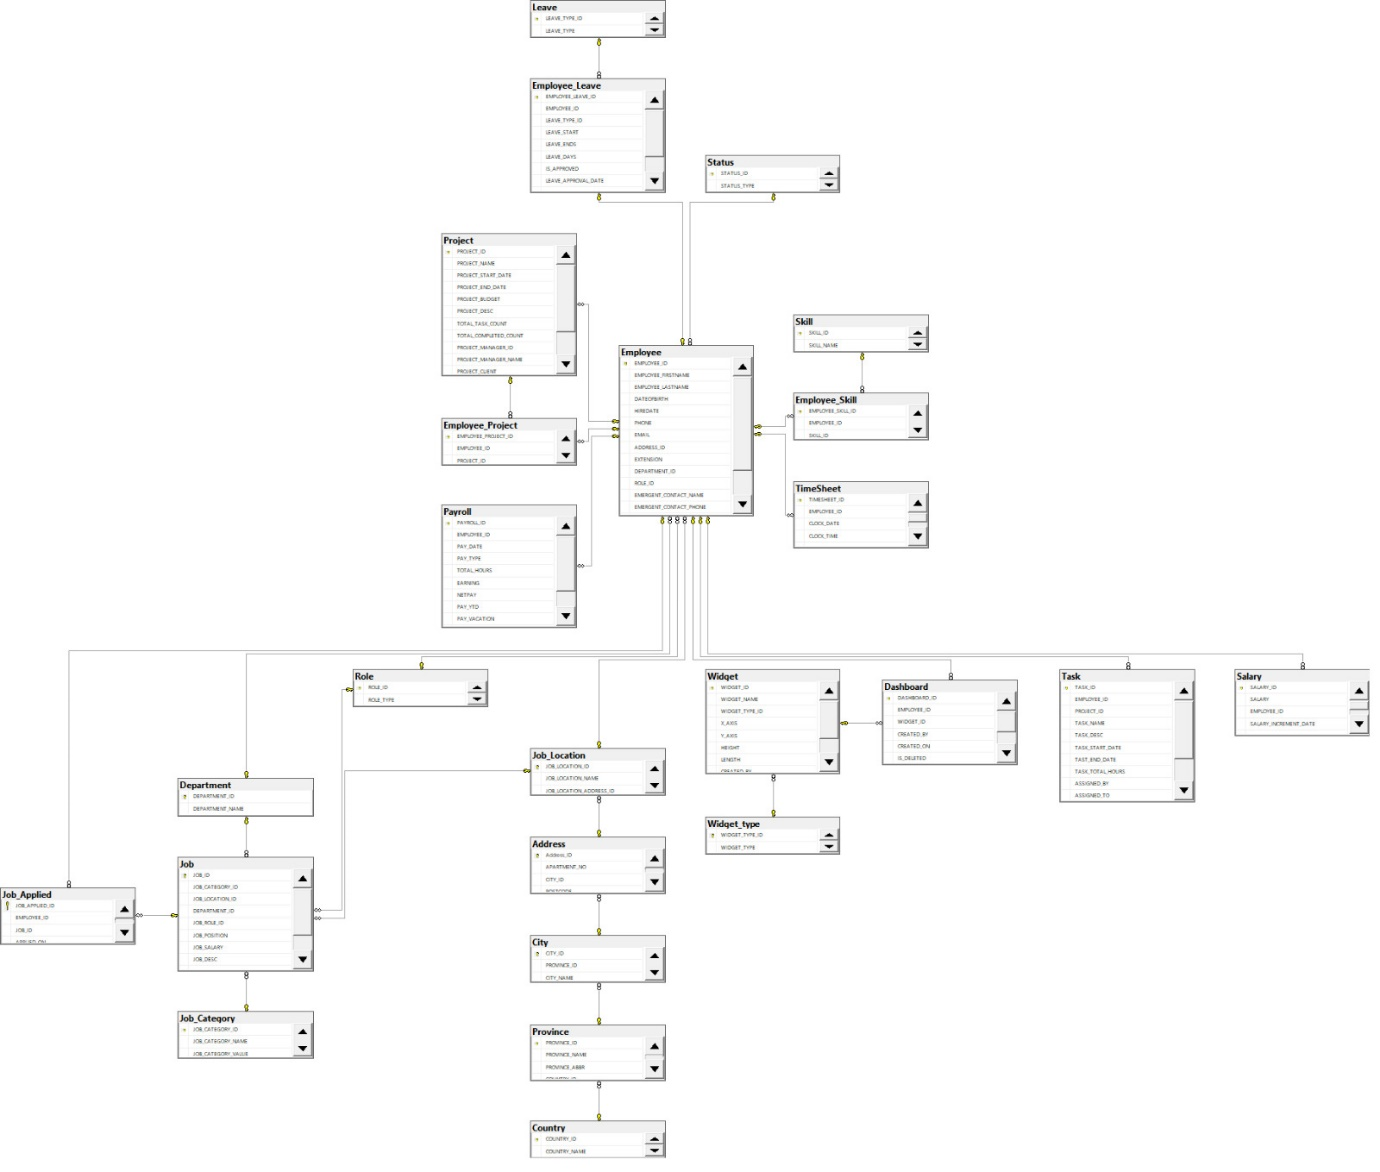 Leave
LEAVE_TYPE_ID
LEAVE_TYPE
Employee_Leave
EMPLOYEE_LEAVE_ID
EMPLOYEE_ID
LEAVE_TYPE_ID
LEAVE_START
LEAVE_ENDS
LEAVE_DAYS
IS_APPROVED
LEAVE_APPROVAL_DATE
Status
STATUS_ID
STATUS_TYPE
Project
PROJECT_ID
PROJECT_NAME
PROJECT_START_DATE
PROJECT_END_DATE
PROJECT_BUDGET
PROJECT_DESC
TOTAL_TASK_COUNT
TOTAL_COMPLETED_COUNT
PROJECT_MANAGER_ID
PROJECT_MANAGER_NAME
PROJECT_CLIENT
Skill
SKILL_ID
SKILL_NAME
Employee
EMPLOYEE_ID
EMPLOYEE_FIRSTNAME
EMPLOYEE_LASTNAME
DATEOFBIRTH
HIREDATE
PHONE
EMAIL
ADDRESS_ID
EXTENSION
DEPARTMENT_ID
ROLE_ID
EMERGENT_CONTACT_NAME
EMERGENT_CONTACT_PHONE
Employee_Skill
EMPLOYEE_SKILL_ID
EMPLOYEE_ID
SKILL_ID
Employee_Project
EMPLOYEE_PROJECT_ID
EMPLOYEE_ID
PROJECT_ID
TimeSheet
TIMESHEET_ID
EMPLOYEE_ID
CLOCK_DATE
CLOCK_TIME
Payroll
PAYROLL_ID
EMPLOYEE_ID
PAY_DATE
PAY_TYPE
TOTAL_HOURS
EARNING
NETPAY
PAY_YTD
PAY_VACATION
Role
ROLE_ID
ROLE_TYPE
Widget
WIDGET_ID
WIDGET_NAME
WIDGET_TYPE_ID
X_AXIS
Y_AXIS
HEIGHT
LENGTH
CREATED_BY
Dashboard
DASHBOARD_ID
EMPLOYEE_ID
WIDGET_ID
CREATED_BY
CREATED_ON
IS_DELETED
Task
TASK_ID
EMPLOYEE_ID
PROJECT_ID
TASK_NAME
TASK_DESC
TASK_START_DATE
TAST_END_DATE
TASK_TOTAL_HOURS
ASSIGNED_BY
ASSIGNED_TO
Salary
SALARY_ID
SALARY
EMPLOYEE_ID
SALARY_INCREMENT_DATE
Job_Location
JOB_LOCATION_ID
JOB_LOCATION_NAME
JOB_LOCATION_ADDRESS_ID
Department
DEPARTMENT_ID
DEPARTMENT_NAME
Widget_type
WIDGET_TYPE_ID
WIDGET_TYPE
Address
Address_ID
APARTMENT_NO
CITY_ID
Job
JOB_ID
JOB_CATEGORY_ID
JOB_LOCATION_ID
DEPARTMENT_ID
JOB_ROLE_ID
JOB_POSITION
JOB_SALARY
JOB_DESC
Job_Applied
JOB_APPLIED_ID
EMPLOYEE_ID
JOB_ID
APPLIED_ON
City
CITY_ID
PROVINCE_ID
CITY_NAME
Job_Category
JOB_CATEGORY_ID
JOB_CATEGORY_NAME
JOB_CATEGORY_VALUE
Province
PROVINCE_ID
PROVINCE_NAME
PROVINCE_ABBR
Country
COUNTRY_ID
COUNTRY_NAME